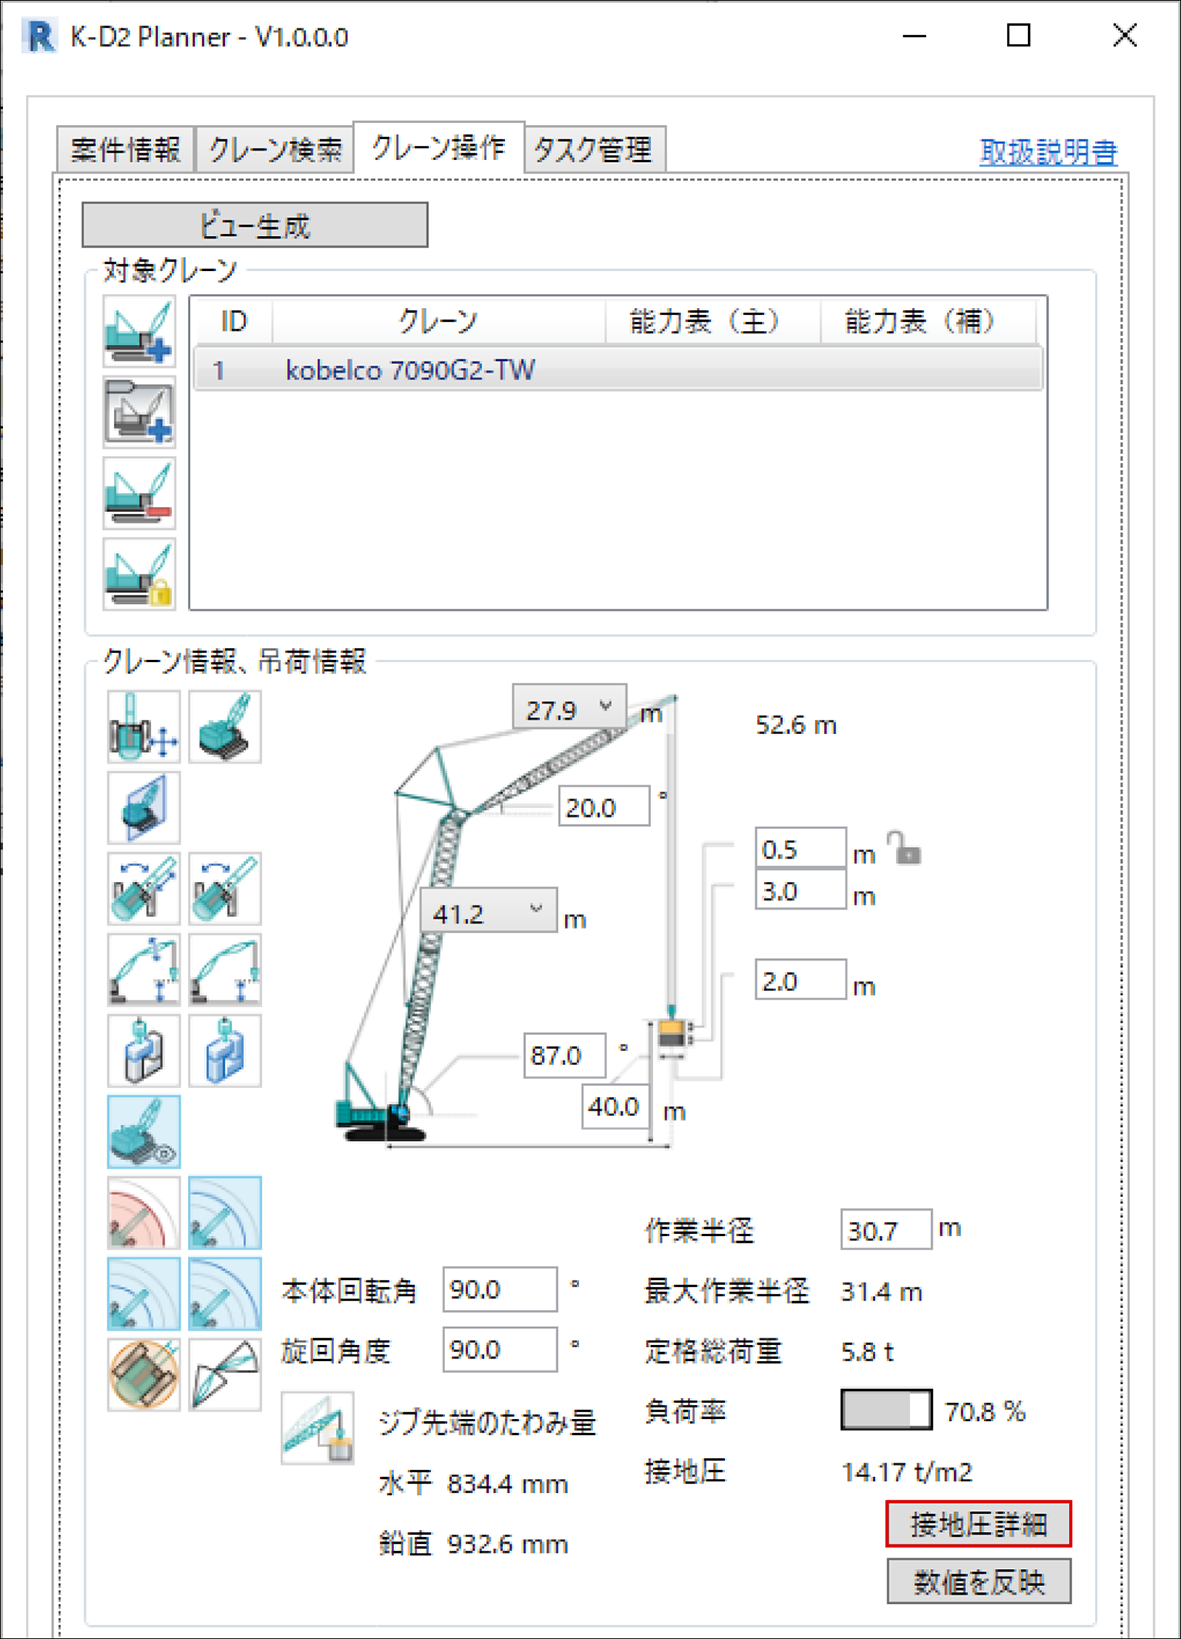 K-D2 Planner - V1.0.0.0
案件情報 クレーン検索 クレーン操作 タスク管理 取扱説明書
ビュー生成
対象クレーン
ID クレーン 能力表（主） 能力表（補）
1 kobelco 7090G2-TW
クレーン情報、吊荷情報
27.9 m 52.6 m
20.0 °
0.5 m
3.0 m
41.2 m
2.0 m
87.0 °
40.0 m
作業半径 30.7 m
本体回転角 90.0 ° 最大作業半径 31.4 m
旋回角度 90.0 ° 定格総荷重 5.8 t
ジブ先端のたわみ量 負荷率 70.8 %
水平 834.4 mm 接地圧 14.17 t/m2
鉛直 932.6 mm 接地圧詳細
数値を反映